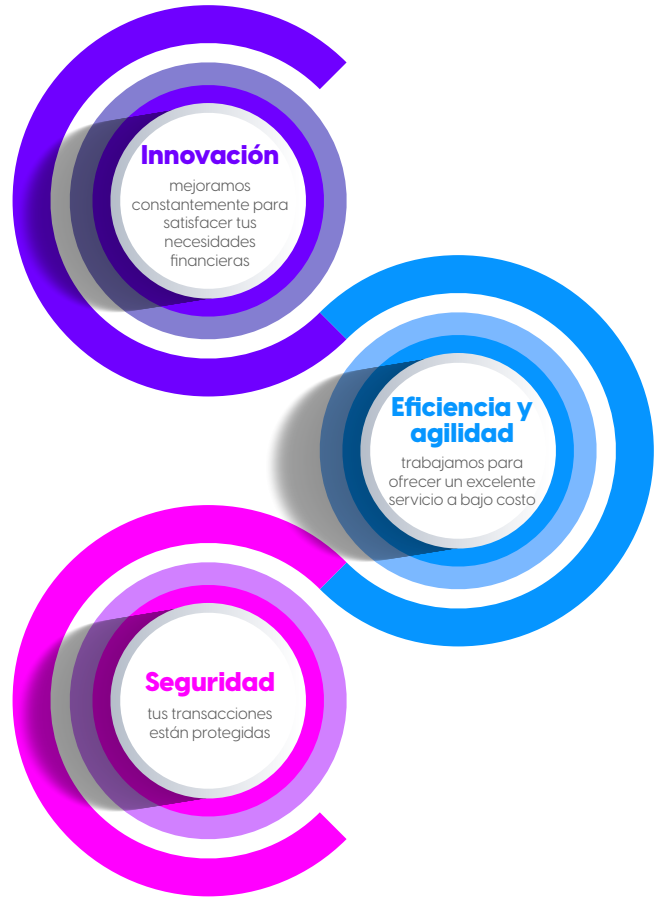 Innovación
mejoramos
constantemente para
satisfacer tus
necesidades
financieras
Eficiencia y
agilidad
trabajamos para
ofrecer un excelente
servicio a bajo costo
Seguridad
tus transacciones
están protegidas